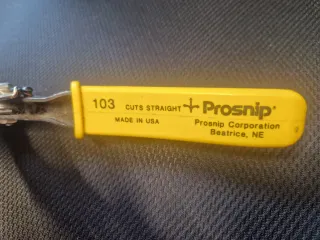 103 CUTS STRAIGHT Prosnip®
MADE IN USA
Prosnip Corporation
Beatrice, NE